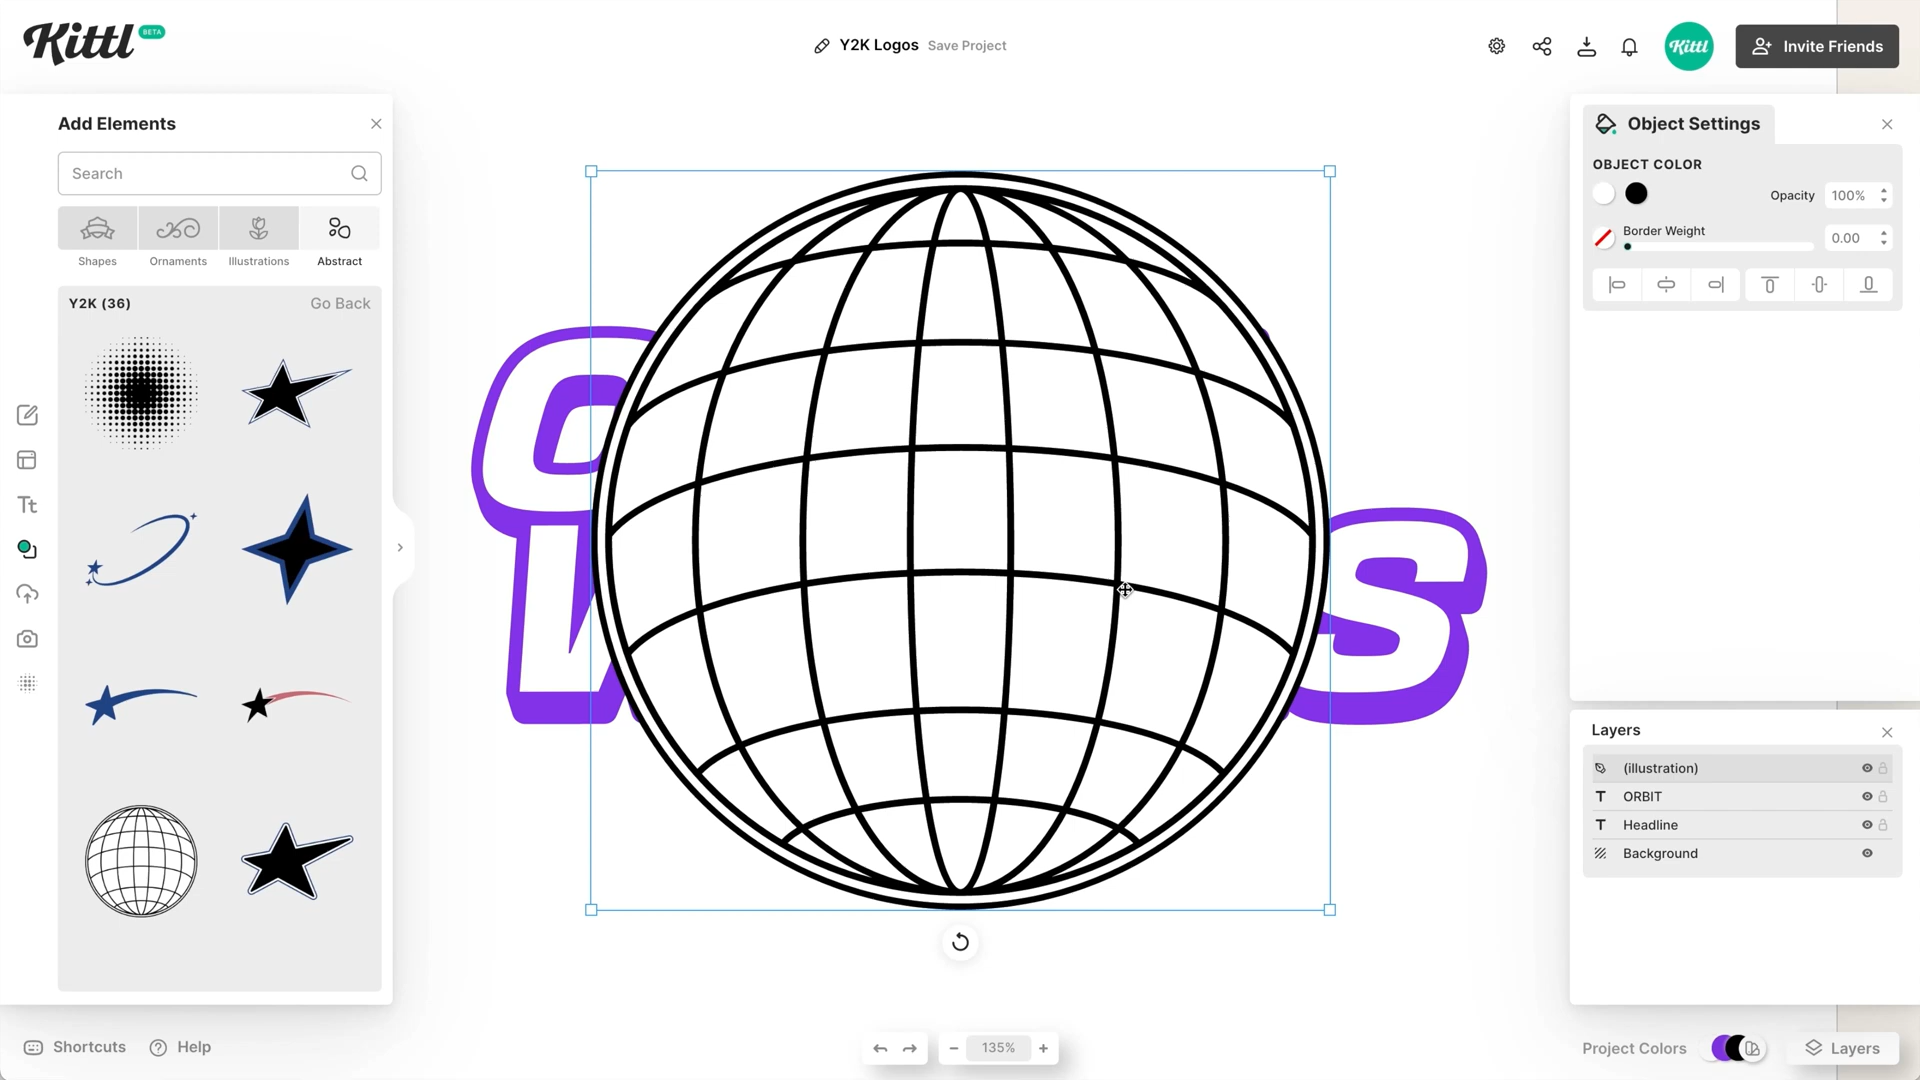 Kittl BETA
Y2K Logos Save Project
Kittl
Invite Friends
Add Elements
Search
Shapes Ornaments Illustrations Abstract
Y2K (36) Go Back
Tt
O
S
Object Settings
OBJECT COLOR
Opacity 100%
Border Weight 0.00
Layers
(illustration)
T ORBIT
T Headline
Background
Shortcuts Help
135%
Project Colors
Layers